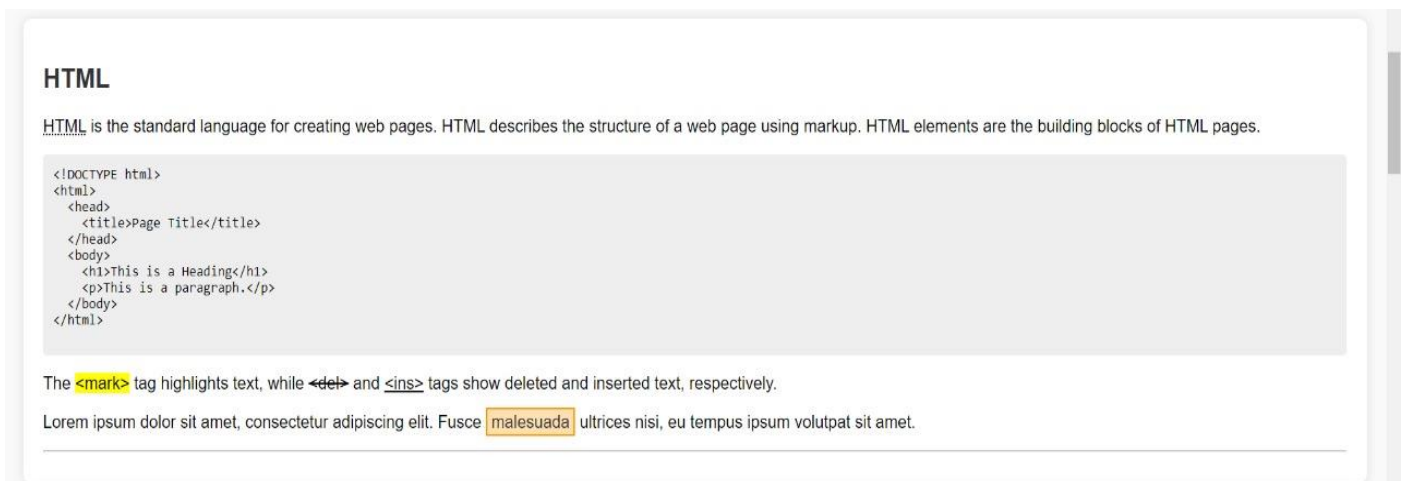 HTML
HTML is the standard language for creating web pages. HTML describes the structure of a web page using markup. HTML elements are the building blocks of HTML pages.
<!DOCTYPE html>
<html>
  <head>
    <title>Page Title</title>
  </head>
  <body>
    <h1>This is a Heading</h1>
    <p>This is a paragraph.</p>
  </body>
</html>
The <mark> tag highlights text, while <del> and <ins> tags show deleted and inserted text, respectively.
Lorem ipsum dolor sit amet, consectetur adipiscing elit. Fusce malesuada ultrices nisi, eu tempus ipsum volutpat sit amet.